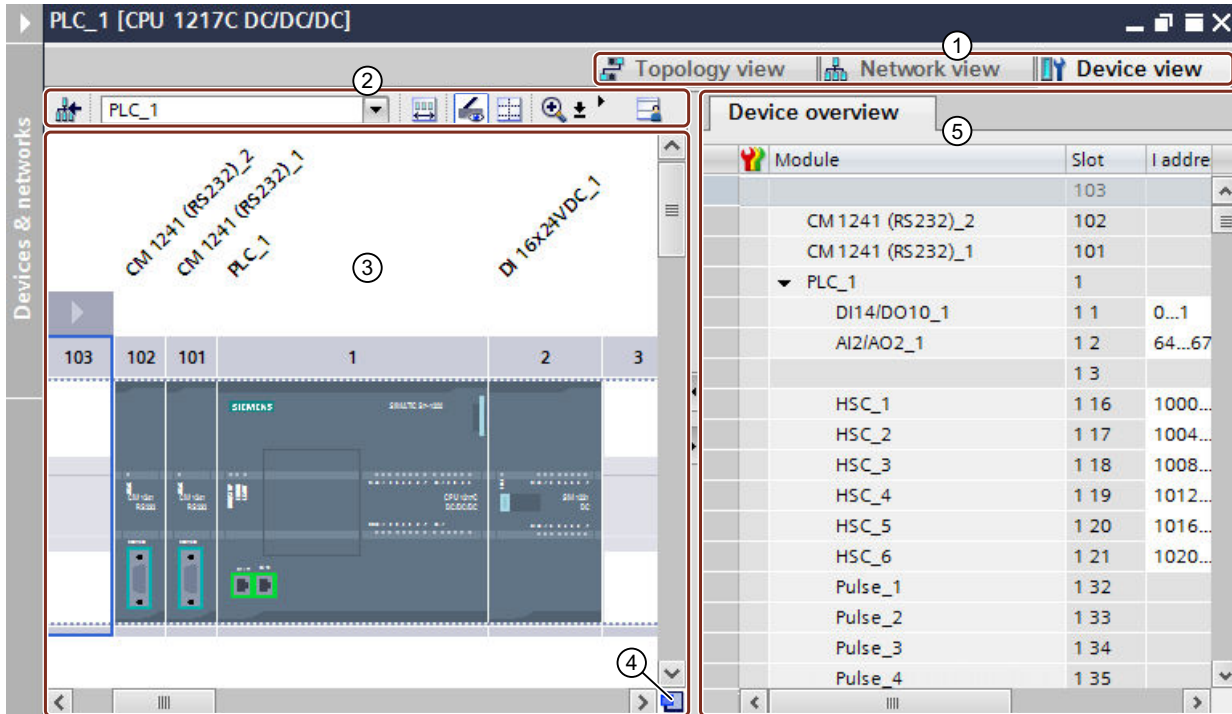 PLC_1 [CPU 1217C DC/DC/DC]
1
Topology view Network view Device view
2
PLC_1
Devices & networks
Device overview
5
CM 1241 (RS232)_2
CM 1241 (RS232)_1
PLC_1
DI 16x24VDC_1
3
103 102 101 1 2 3
SIEMENS
4
Module Slot I addre
103
CM 1241 (RS232)_2 102
CM 1241 (RS232)_1 101
PLC_1 1
DI14/DO10_1 1 1 0...1
AI2/AO2_1 1 2 64...67
1 3
HSC_1 1 16 1000...
HSC_2 1 17 1004...
HSC_3 1 18 1008...
HSC_4 1 19 1012...
HSC_5 1 20 1016...
HSC_6 1 21 1020...
Pulse_1 1 32
Pulse_2 1 33
Pulse_3 1 34
Pulse_4 1 35